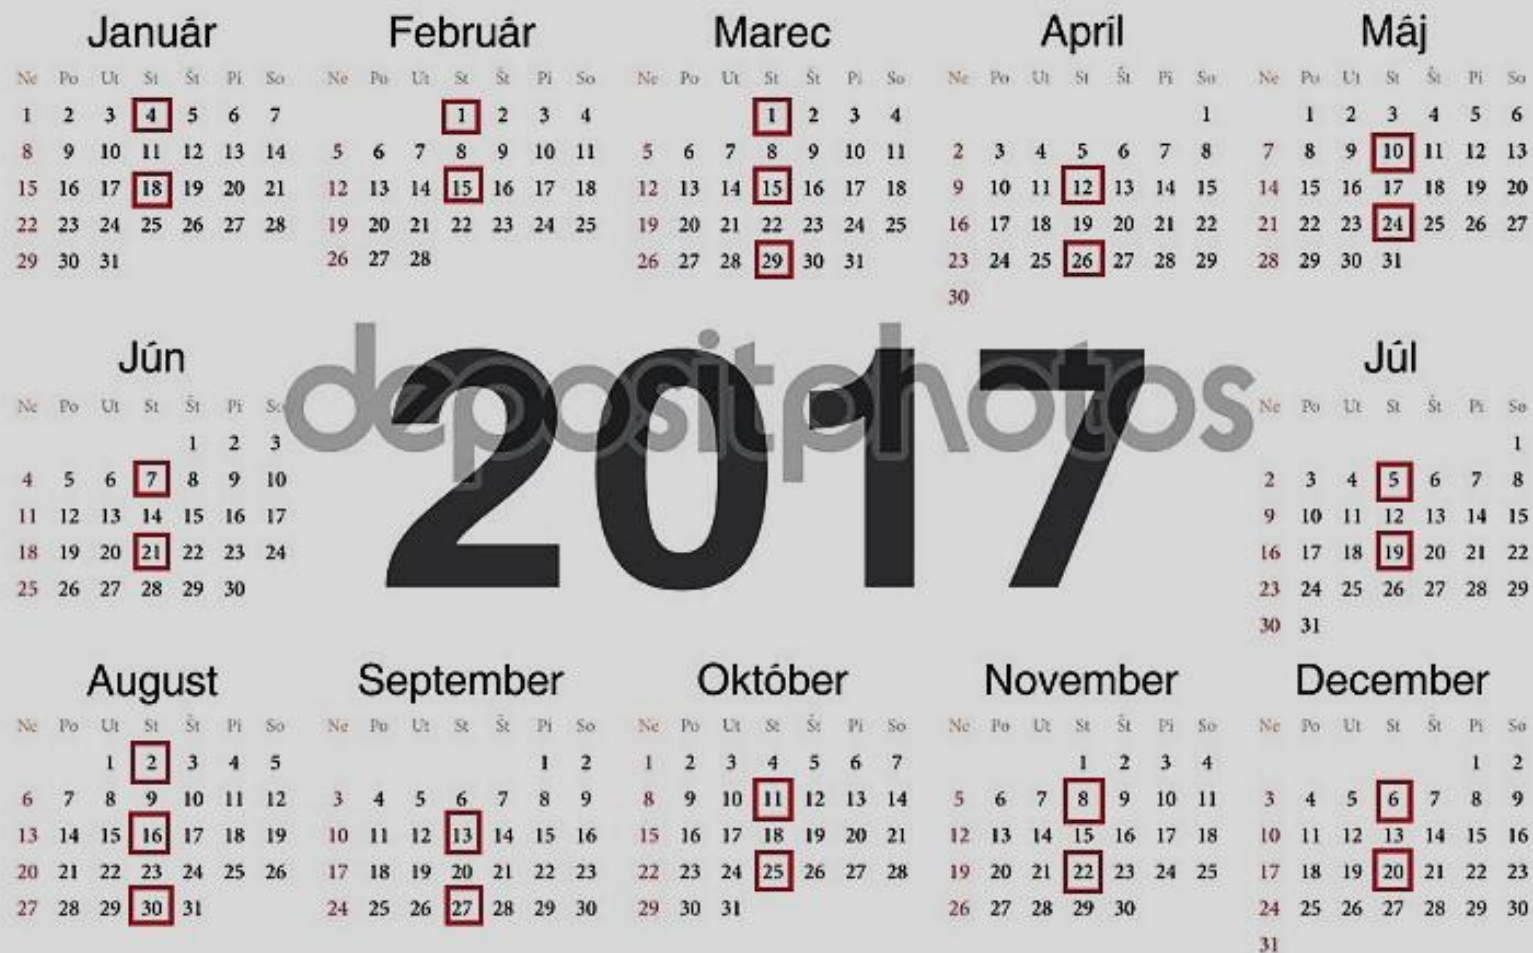 Január
Ne Po Ut St Št Pi So
1 2 3 4 5 6 7
8 9 10 11 12 13 14
15 16 17 18 19 20 21
22 23 24 25 26 27 28
29 30 31
Február
Ne Po Ut St Št Pi So
1 2 3 4
5 6 7 8 9 10 11
12 13 14 15 16 17 18
19 20 21 22 23 24 25
26 27 28
Marec
Ne Po Ut St Št Pi So
1 2 3 4
5 6 7 8 9 10 11
12 13 14 15 16 17 18
19 20 21 22 23 24 25
26 27 28 29 30 31
Apríl
Ne Po Ut St Št Pi So
1
2 3 4 5 6 7 8
9 10 11 12 13 14 15
16 17 18 19 20 21 22
23 24 25 26 27 28 29
30
Máj
Ne Po Ut St Št Pi So
1 2 3 4 5 6
7 8 9 10 11 12 13
14 15 16 17 18 19 20
21 22 23 24 25 26 27
28 29 30 31
Jún
Ne Po Ut St Št Pi So
1 2 3
4 5 6 7 8 9 10
11 12 13 14 15 16 17
18 19 20 21 22 23 24
25 26 27 28 29 30
2017
depositphotos
Júl
Ne Po Ut St Št Pi So
1
2 3 4 5 6 7 8
9 10 11 12 13 14 15
16 17 18 19 20 21 22
23 24 25 26 27 28 29
30 31
August
Ne Po Ut St Št Pi So
1 2 3 4 5
6 7 8 9 10 11 12
13 14 15 16 17 18 19
20 21 22 23 24 25 26
27 28 29 30 31
September
Ne Po Ut St Št Pi So
1 2
3 4 5 6 7 8 9
10 11 12 13 14 15 16
17 18 19 20 21 22 23
24 25 26 27 28 29 30
Október
Ne Po Ut St Št Pi So
1 2 3 4 5 6 7
8 9 10 11 12 13 14
15 16 17 18 19 20 21
22 23 24 25 26 27 28
29 30 31
November
Ne Po Ut St Št Pi So
1 2 3 4
5 6 7 8 9 10 11
12 13 14 15 16 17 18
19 20 21 22 23 24 25
26 27 28 29 30
December
Ne Po Ut St Št Pi So
1 2
3 4 5 6 7 8 9
10 11 12 13 14 15 16
17 18 19 20 21 22 23
24 25 26 27 28 29 30
31